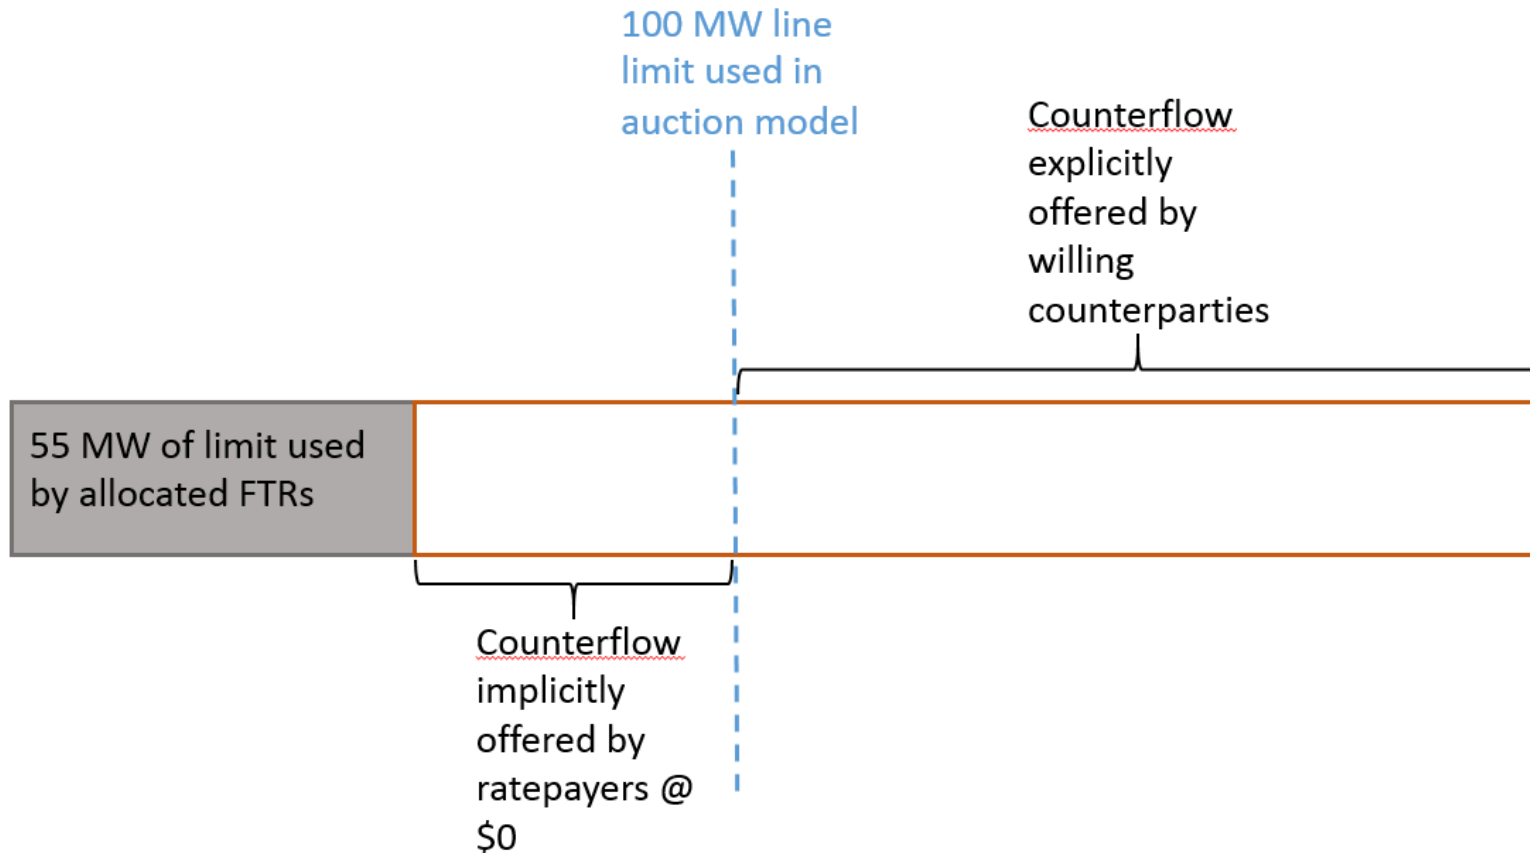 100 MW line
limit used in
auction model
Counterflow
explicitly
offered by
willing
counterparties
55 MW of limit used
by allocated FTRs
Counterflow
implicitly
offered by
ratepayers @
$0